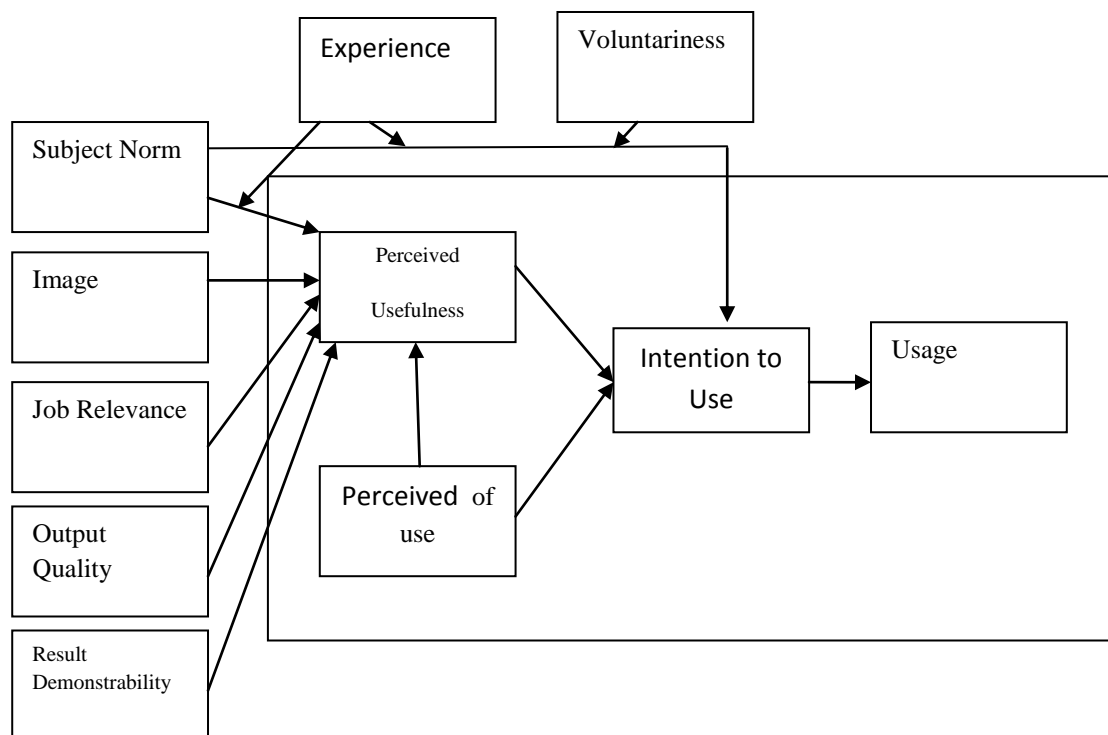 Experience
Voluntariness
Subject Norm
Image
Job Relevance
Output
Quality
Result
Demonstrability
Perceived
Usefulness
Perceived of
use
Intention to
Use
Usage